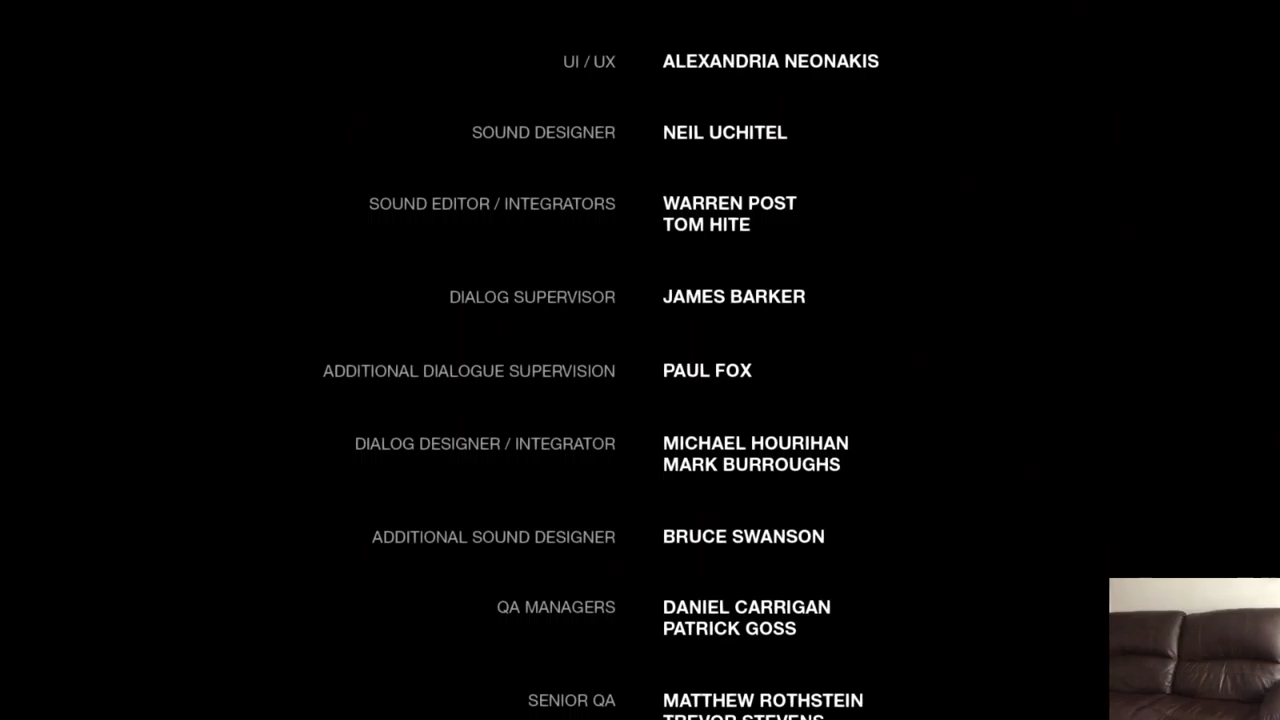 UI / UX ALEXANDRIA NEONAKIS
SOUND DESIGNER NEIL UCHITEL
SOUND EDITOR / INTEGRATORS WARREN POST
TOM HITE
DIALOG SUPERVISOR JAMES BARKER
ADDITIONAL DIALOGUE SUPERVISION PAUL FOX
DIALOG DESIGNER / INTEGRATOR MICHAEL HOURIHAN
MARK BURROUGHS
ADDITIONAL SOUND DESIGNER BRUCE SWANSON
QA MANAGERS DANIEL CARRIGAN
PATRICK GOSS
SENIOR QA MATTHEW ROTHSTEIN
TREVOR STEVENS